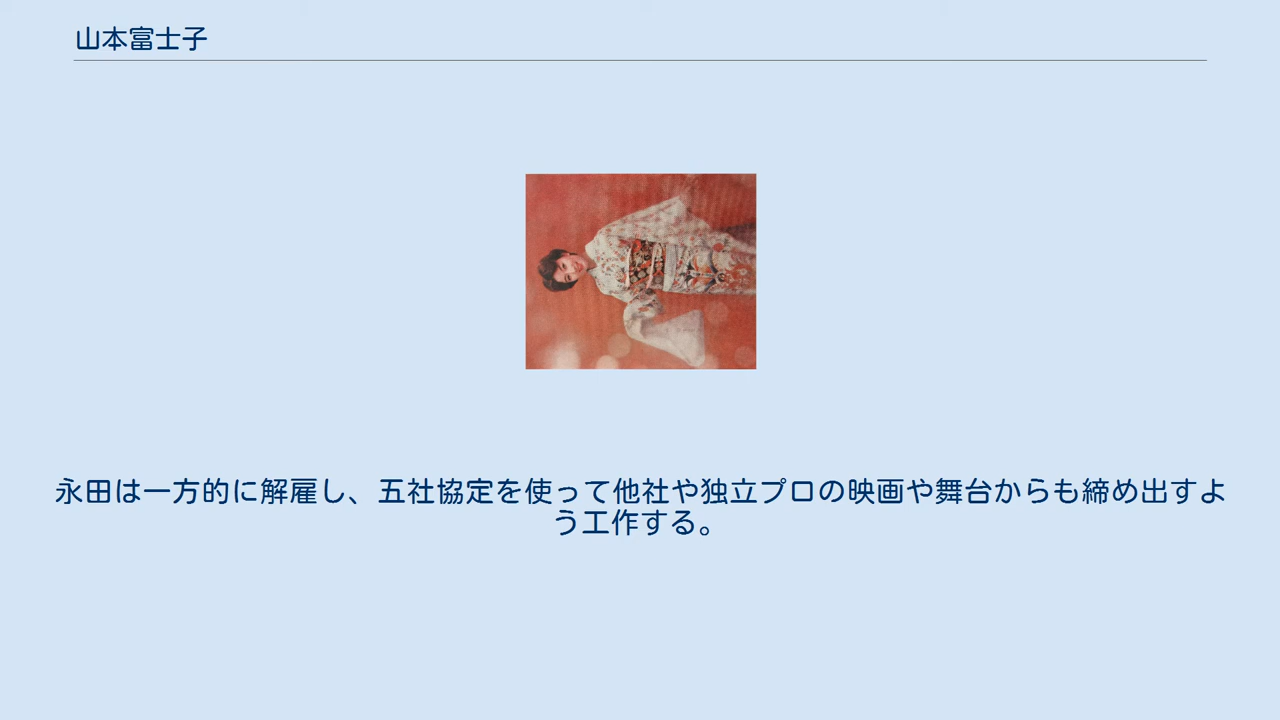 山本富士子
永田は一方的に解雇し、五社協定を使って他社や独立プロの映画や舞台からも締め出すよ
う工作する。